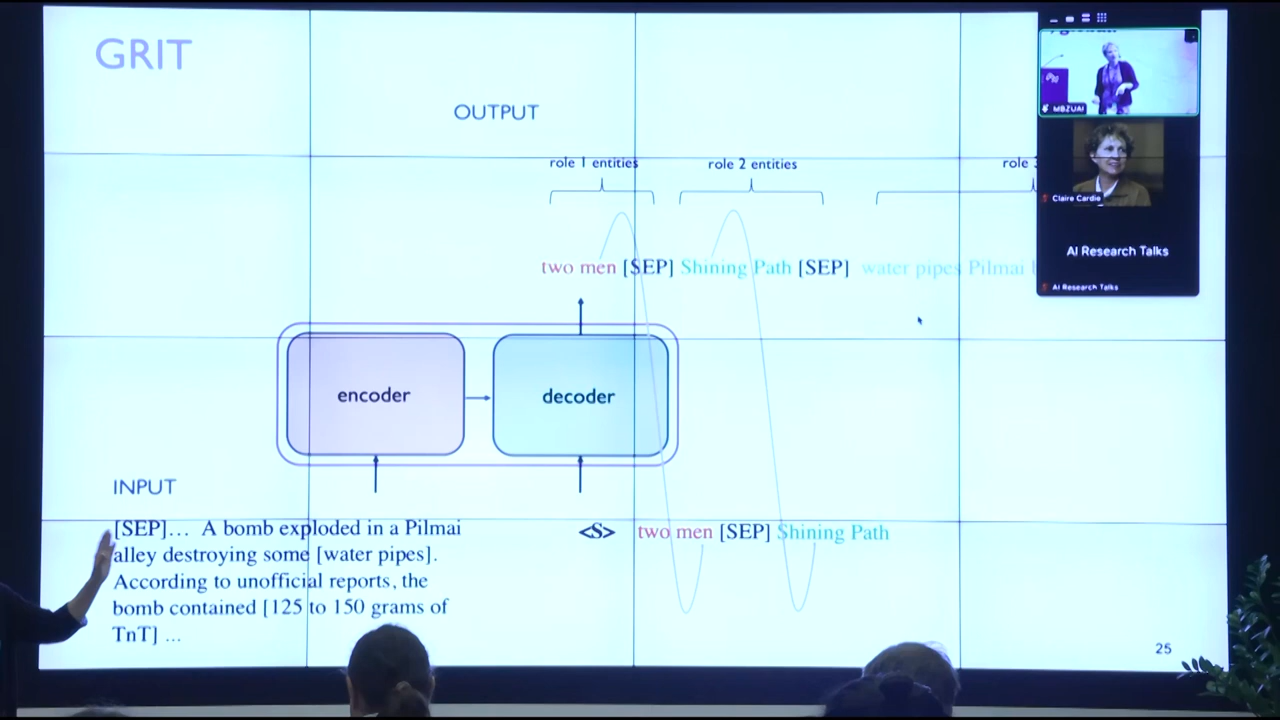 GRIT
OUTPUT
role 1 entities
role 2 entities
role
two men [SEP] Shining Path [SEP] water pipes Pilmai
encoder
decoder
INPUT
[SEP]... A bomb exploded in a Pilmai
alley destroying some [water pipes].
According to unofficial reports, the
bomb contained [125 to 150 grams of
TnT] ...
<S> two men [SEP] Shining Path
25
MBZUAI
Claire Cardie
AI Research Talks
AI Research Talks